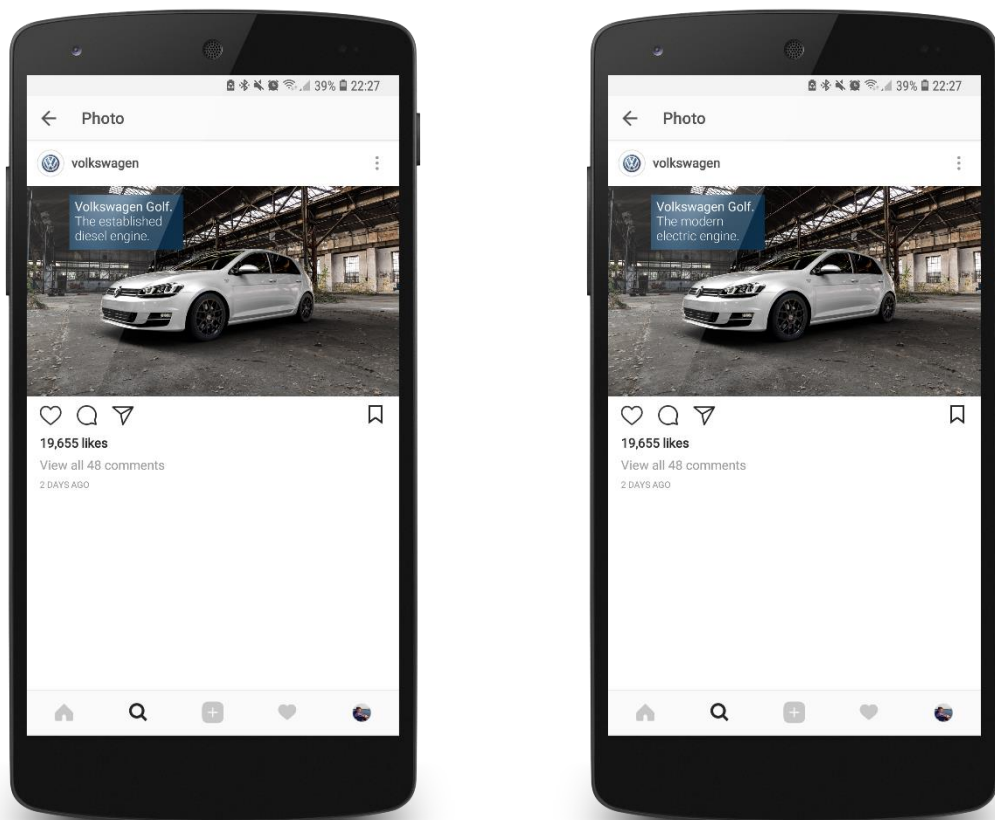 39% 22:27
Photo
volkswagen
Volkswagen Golf.
The established
diesel engine.
19,655 likes
View all 48 comments
2 DAYS AGO
39% 22:27
Photo
volkswagen
Volkswagen Golf.
The modern
electric engine.
19,655 likes
View all 48 comments
2 DAYS AGO